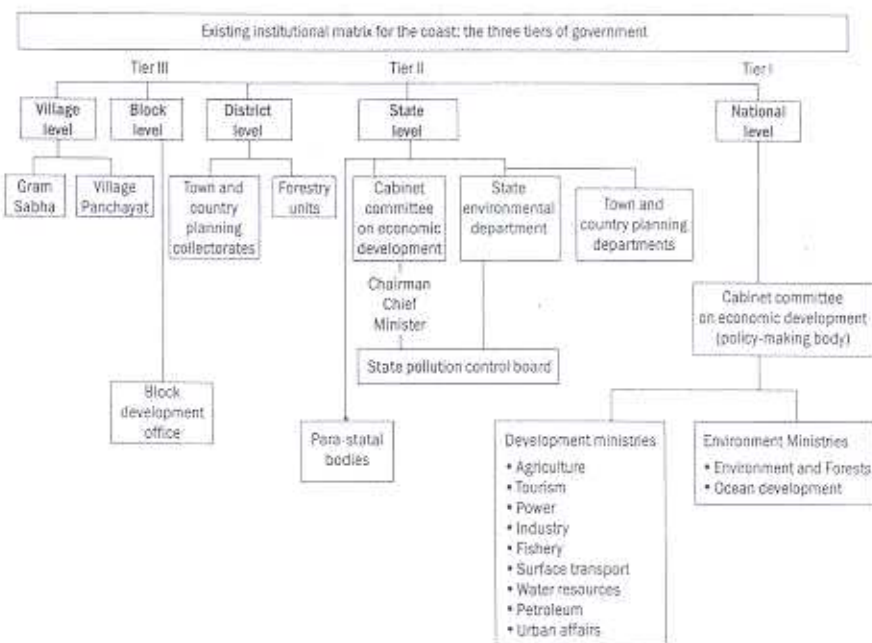 Existing institutional matrix for the coast: the three tiers of government
Tier III
Tier II
Tier I
Village
level
Block
level
District
level
State
level
National
level
Gram
Sabha
Village
Panchayat
Town and
country
planning
collectorates
Forestry
units
Cabinet
committee
on economic
development
State
environmental
department
Town and
country planning
departments
Chairman
Chief
Minister
State pollution control board
Cabinet committee
on economic development
(policy-making body)
Block
development
office
Para-statal
bodies
Development ministries
• Agriculture
• Tourism
• Power
• Industry
• Fishery
• Surface transport
• Water resources
• Petroleum
• Urban affairs
Environment Ministries
• Environment and Forests
• Ocean development